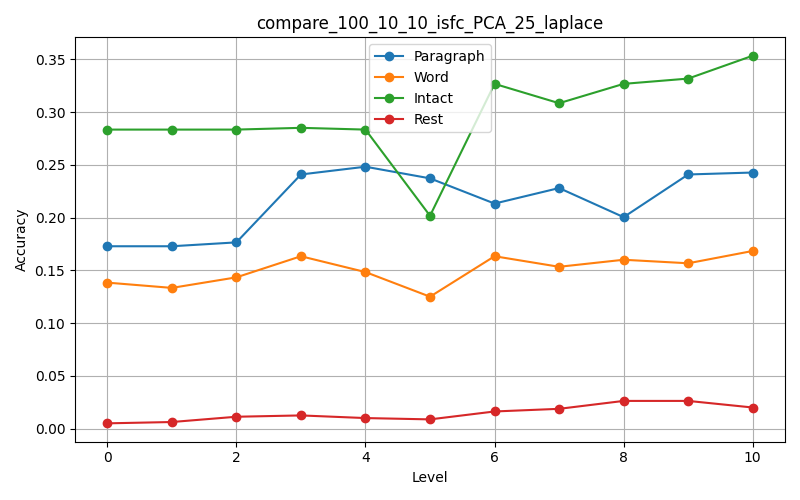 compare_100_10_10_isfc_PCA_25_laplace
Paragraph
Word
Intact
Rest
Accuracy
0.35
0.30
0.25
0.20
0.15
0.10
0.05
0.00
0 2 4 6 8 10
Level